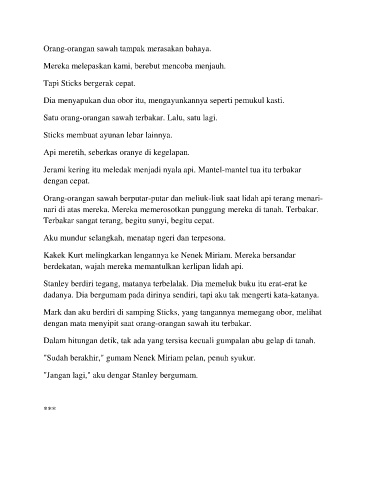 Orang-orangan sawah tampak merasakan bahaya.
Mereka melepaskan kami, berebut mencoba menjauh.
Tapi Sticks bergerak cepat.
Dia menyapukan dua obor itu, mengayunkannya seperti pemukul kasti.
Satu orang-orangan sawah terbakar. Lalu, satu lagi.
Sticks membuat ayunan lebar lainnya.
Api meretih, seberkas oranye di kegelapan.
Jerami kering itu meledak menjadi nyala api. Mantel-mantel tua itu terbakar
dengan cepat.
Orang-orangan sawah berputar-putar dan meliuk-liuk saat lidah api terang menari-
nari di atas mereka. Mereka memerosotkan punggung mereka di tanah. Terbakar.
Terbakar sangat terang, begitu sunyi, begitu cepat.
Aku mundur selangkah, menatap ngeri dan terpesona.
Kakek Kurt melingkarkan lengannya ke Nenek Miriam. Mereka bersandar
berdekatan, wajah mereka memantulkan kerlipan lidah api.
Stanley berdiri tegang, matanya terbelalak. Dia memeluk buku itu erat-erat ke
dadanya. Dia bergumam pada dirinya sendiri, tapi aku tak mengerti kata-katanya.
Mark dan aku berdiri di samping Sticks, yang tangannya memegang obor, melihat
dengan mata menyipit saat orang-orangan sawah itu terbakar.
Dalam hitungan detik, tak ada yang tersisa kecuali gumpalan abu gelap di tanah.
"Sudah berakhir," gumam Nenek Miriam pelan, penuh syukur.
"Jangan lagi," aku dengar Stanley bergumam.
***